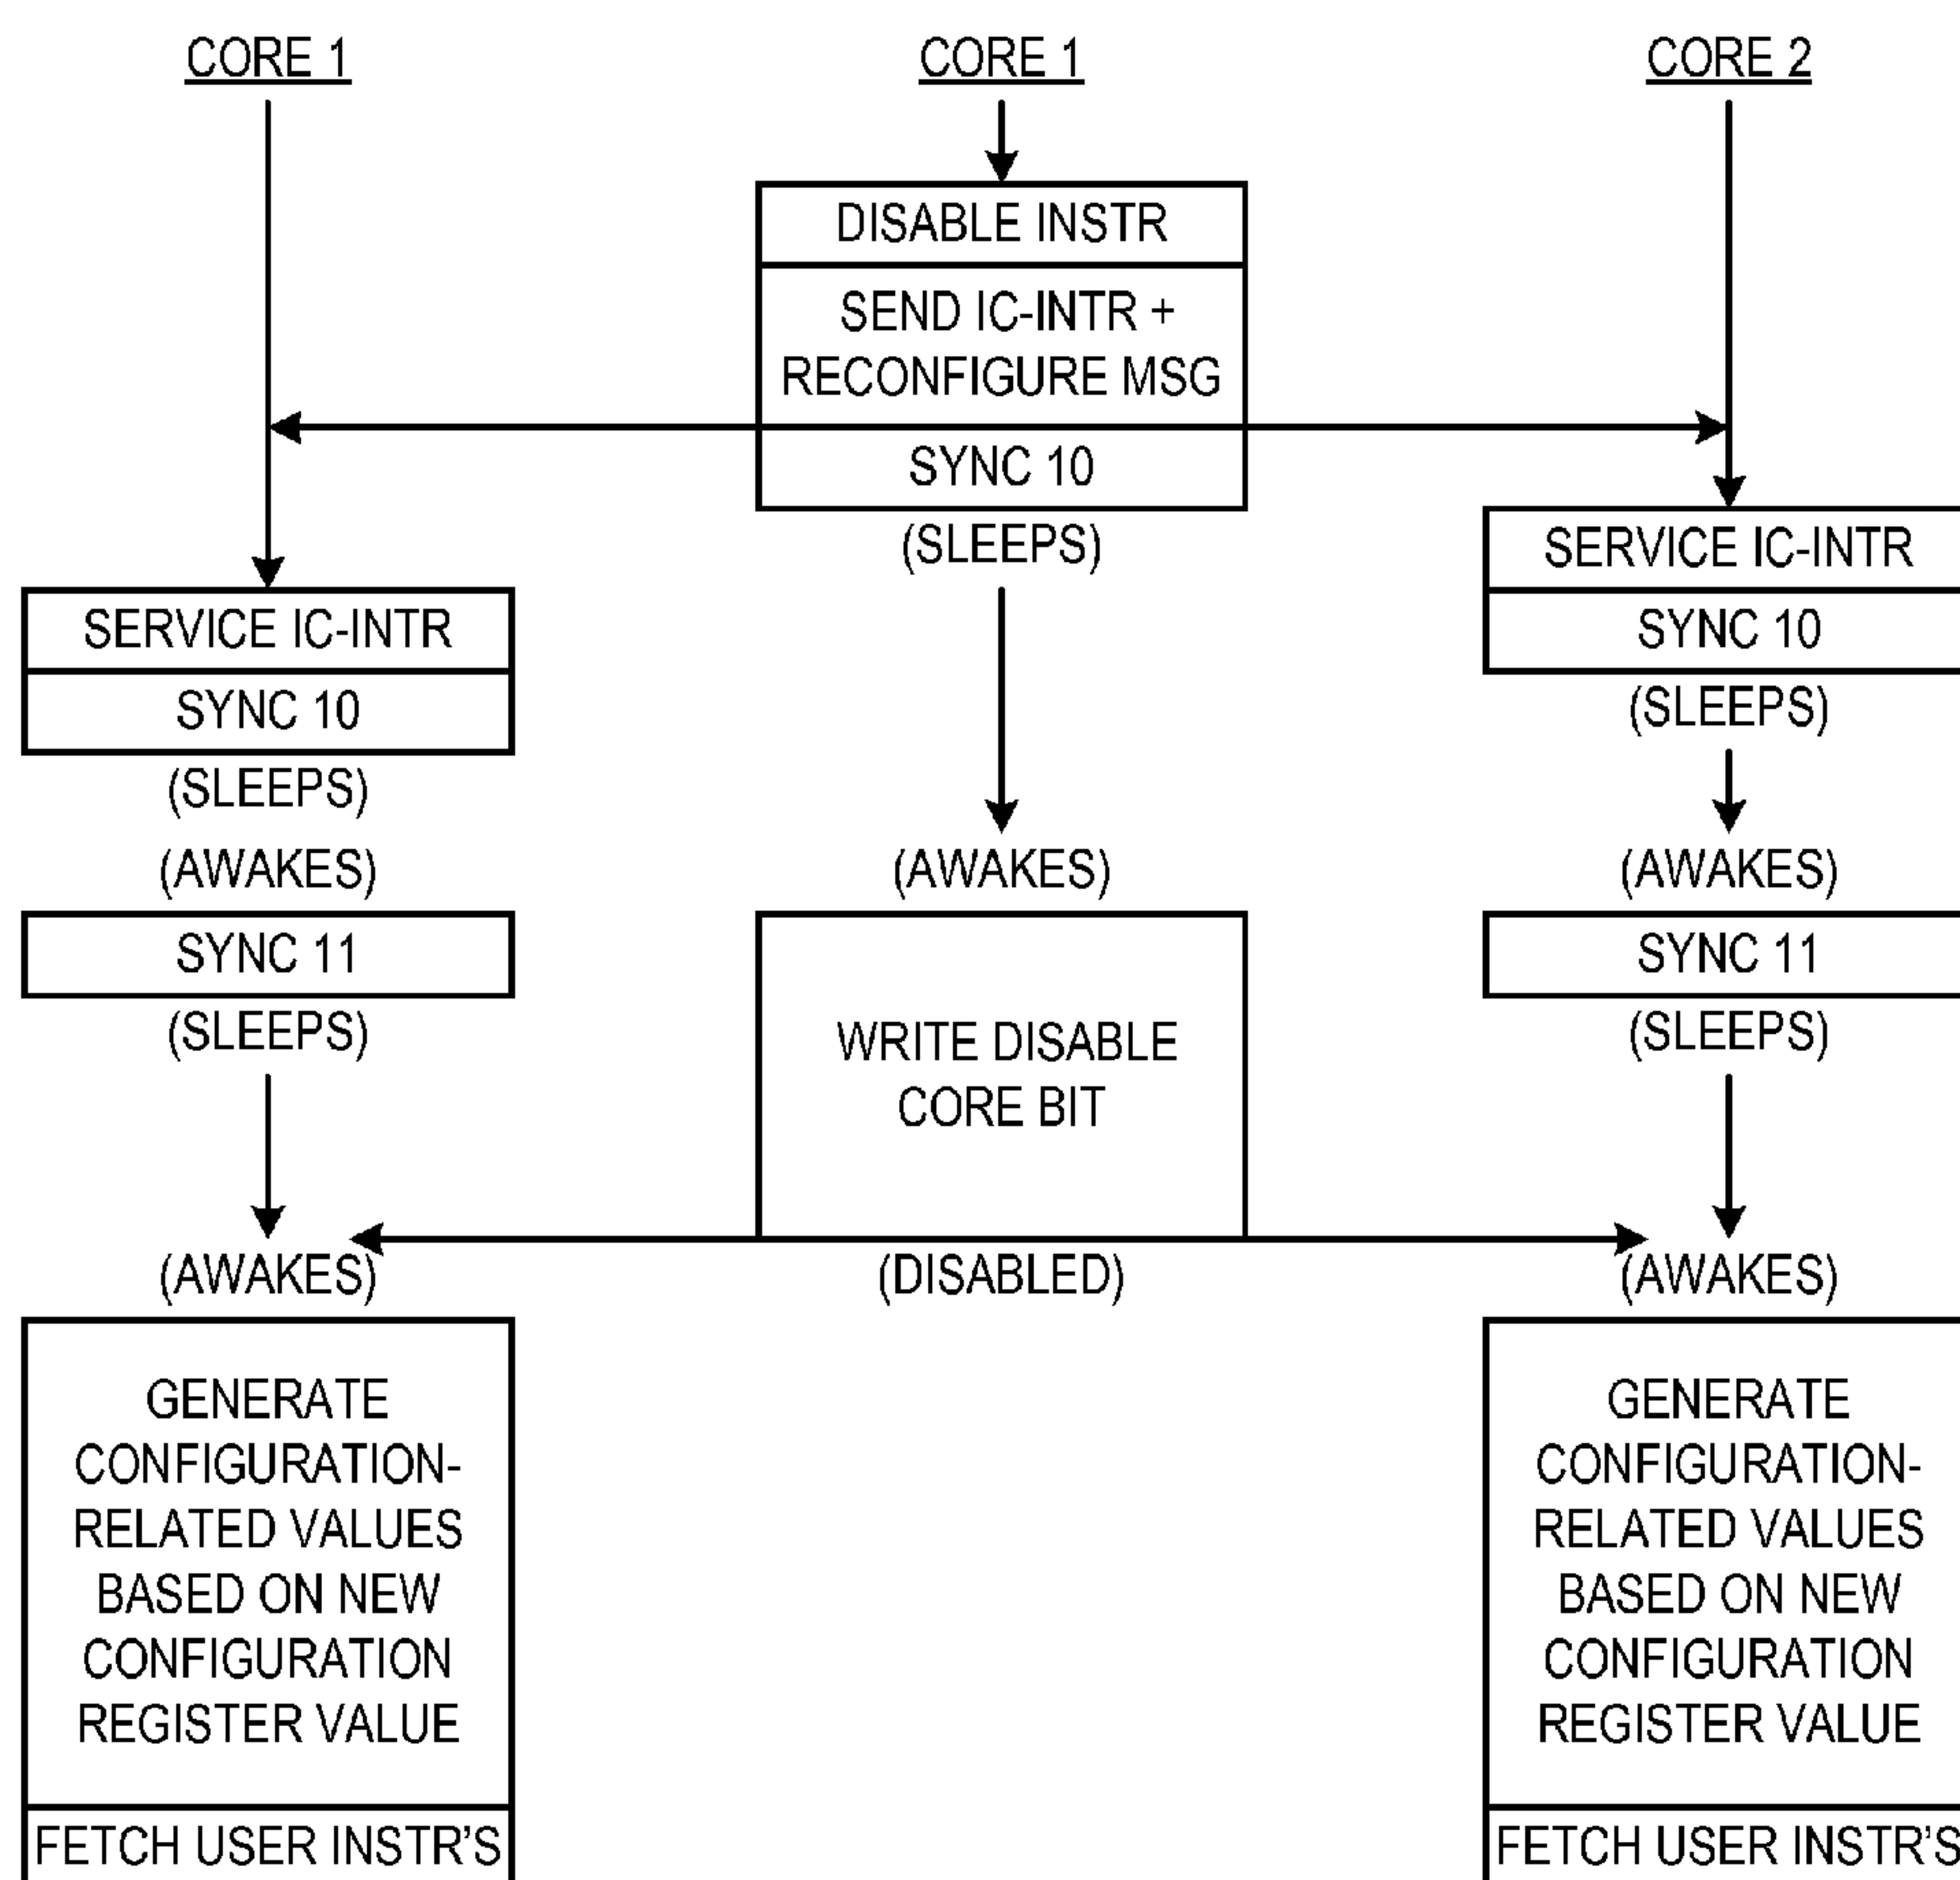 CORE 1
CORE 1
CORE 2
DISABLE INSTR
SEND IC-INTR +
RECONFIGURE MSG
SYNC 10
(SLEEPS)
SERVICE IC-INTR
SYNC 10
(SLEEPS)
SERVICE IC-INTR
SYNC 10
(SLEEPS)
(AWAKES)
(AWAKES)
(AWAKES)
SYNC 11
(SLEEPS)
WRITE DISABLE
CORE BIT
SYNC 11
(SLEEPS)
(AWAKES)
(DISABLED)
(AWAKES)
GENERATE
CONFIGURATION-
RELATED VALUES
BASED ON NEW
CONFIGURATION
REGISTER VALUE
FETCH USER INSTR'S
GENERATE
CONFIGURATION-
RELATED VALUES
BASED ON NEW
CONFIGURATION
REGISTER VALUE
FETCH USER INSTR'S